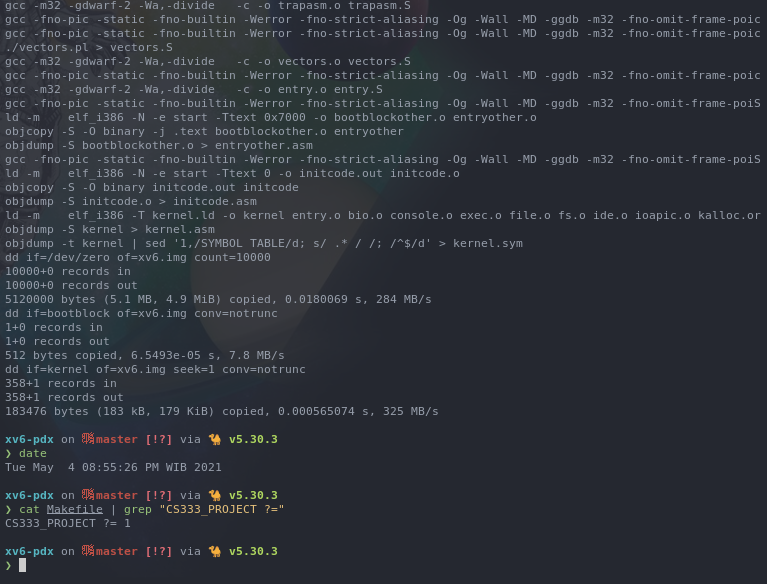 gcc -m32 -gdwarf-2 -Wa,-divide   -c -o trapasm.o trapasm.S
gcc -fno-pic -static -fno-builtin -fno-strict-aliasing -Og -Wall -MD -ggdb -m32 -Werror -fno-omit-frame-poic
gcc -fno-pic -static -fno-builtin -fno-strict-aliasing -Og -Wall -MD -ggdb -m32 -Werror -fno-omit-frame-poic
./vectors.pl > vectors.S
gcc -m32 -gdwarf-2 -Wa,-divide   -c -o vectors.o vectors.S
gcc -fno-pic -static -fno-builtin -Werror -fno-strict-aliasing -Og -Wall -MD -ggdb -m32 -fno-omit-frame-poic
gcc -m32 -gdwarf-2 -Wa,-divide   -c -o entry.o entry.S
gcc -fno-pic -static -fno-builtin -Werror -fno-strict-aliasing -Og -Wall -MD -ggdb -m32 -fno-omit-frame-poiS
ld -m    elf_i386 -N -e start -Ttext 0x7000 -o bootblockother.o entryother.o
objcopy -S -O binary -j .text bootblockother.o entryother
objdump -S bootblockother.o > entryother.asm
gcc -fno-pic -static -fno-builtin -Werror -fno-strict-aliasing -Og -Wall -MD -ggdb -m32 -fno-omit-frame-poiS
ld -m    elf_i386 -N -e start -Ttext 0 -o initcode.out initcode.o
objcopy -S -O binary initcode.out initcode
objdump -S initcode.o > initcode.asm
ld -m    elf_i386 -T kernel.ld -o kernel entry.o bio.o console.o exec.o file.o fs.o ide.o ioapic.o kalloc.or
objdump -S kernel > kernel.asm
objdump -t kernel | sed '1,/SYMBOL TABLE/d; s/ .* / /; /^$/d' > kernel.sym
dd if=/dev/zero of=xv6.img count=10000
10000+0 records in
10000+0 records out
5120000 bytes (5.1 MB, 4.9 MiB) copied, 0.0180069 s, 284 MB/s
dd if=bootblock of=xv6.img conv=notrunc
1+0 records in
1+0 records out
512 bytes copied, 6.5493e-05 s, 7.8 MB/s
dd if=kernel of=xv6.img seek=1 conv=notrunc
358+1 records in
358+1 records out
183476 bytes (183 kB, 179 KiB) copied, 0.000565074 s, 325 MB/s
xv6-pdx on master [!?] via 🐪 v5.30.3
❯ date
Tue May  4 08:55:26 PM WIB 2021
xv6-pdx on master [!?] via 🐪 v5.30.3
❯ cat Makefile | grep "CS333_PROJECT ?="
CS333_PROJECT ?= 1
xv6-pdx on master [!?] via 🐪 v5.30.3
❯